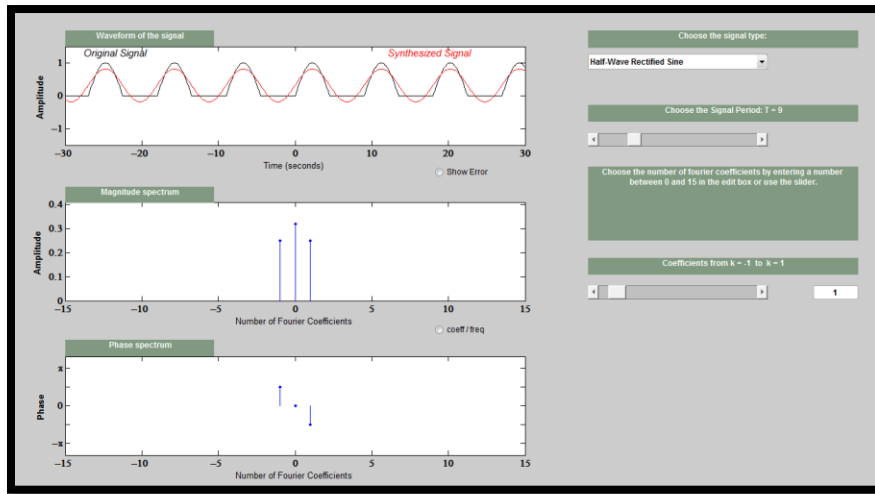 Waveform of the signal
Original Signal Synthesized Signal
1
0
−1
Amplitude
−30 −20 −10 0 10 20 30
Time (seconds)
Show Error
Magnitude spectrum
0.4
0.3
0.2
0.1
0
Amplitude
−15 −10 −5 0 5 10 15
Number of Fourier Coefficients
coeff / freq
Phase spectrum
π
0
−π
Phase
−15 −10 −5 0 5 10 15
Number of Fourier Coefficients
Choose the signal type:
Half-Wave Rectified Sine
Choose the Signal Period: T = 9
Choose the number of fourier coefficients by entering a number
between 0 and 15 in the edit box or use the slider.
Coefficients from k = -1 to k = 1
1